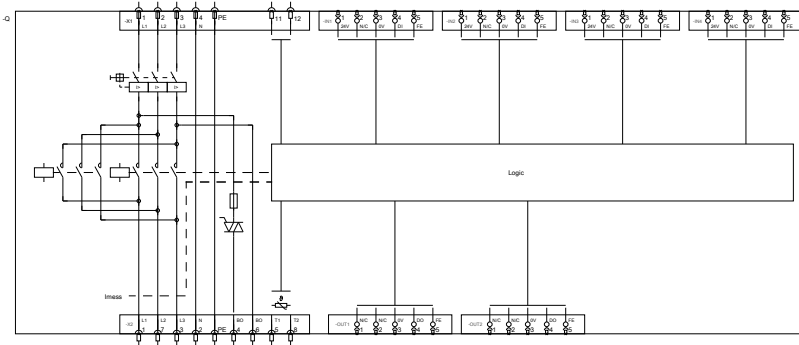 -Q
-X1 1 2 3 4 PE 11 12
L1 L2 L3 N
-IN1 1 2 3 4 5
24V N/C 0V DI FE
-IN2 1 2 3 4 5
24V N/C 0V DI FE
-IN3 1 2 3 4 5
24V N/C 0V DI FE
-IN4 1 2 3 4 5
24V N/C 0V DI FE
I> I> I>
Logic
Imess
ϑ
-X2 L1 L2 L3 N BD BD T1 T2
1 7 3 2 PE 4 6 5 8
-OUT1 N/C N/C 0V DO FE
1 2 3 4 5
-OUT2 N/C N/C 0V DO FE
1 2 3 4 5